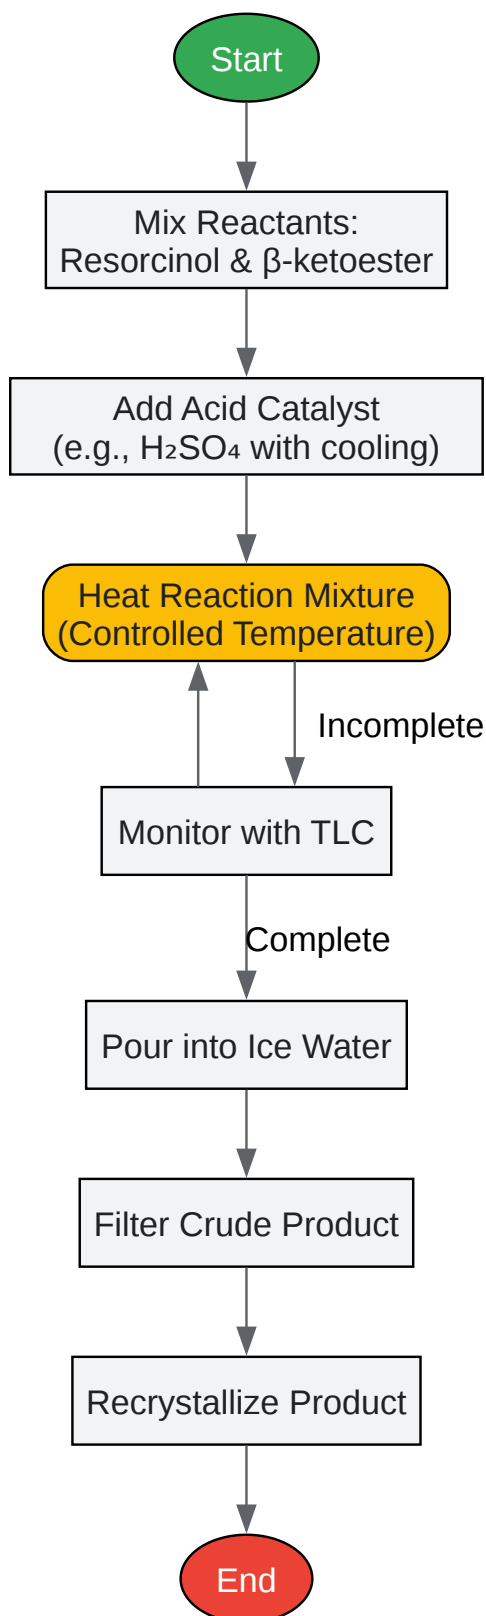 Start
Mix Reactants:
Resorcinol & β-ketoester
Add Acid Catalyst
(e.g., H₂SO₄ with cooling)
Heat Reaction Mixture
(Controlled Temperature)
Incomplete
Monitor with TLC
Complete
Pour into Ice Water
Filter Crude Product
Recrystallize Product
End